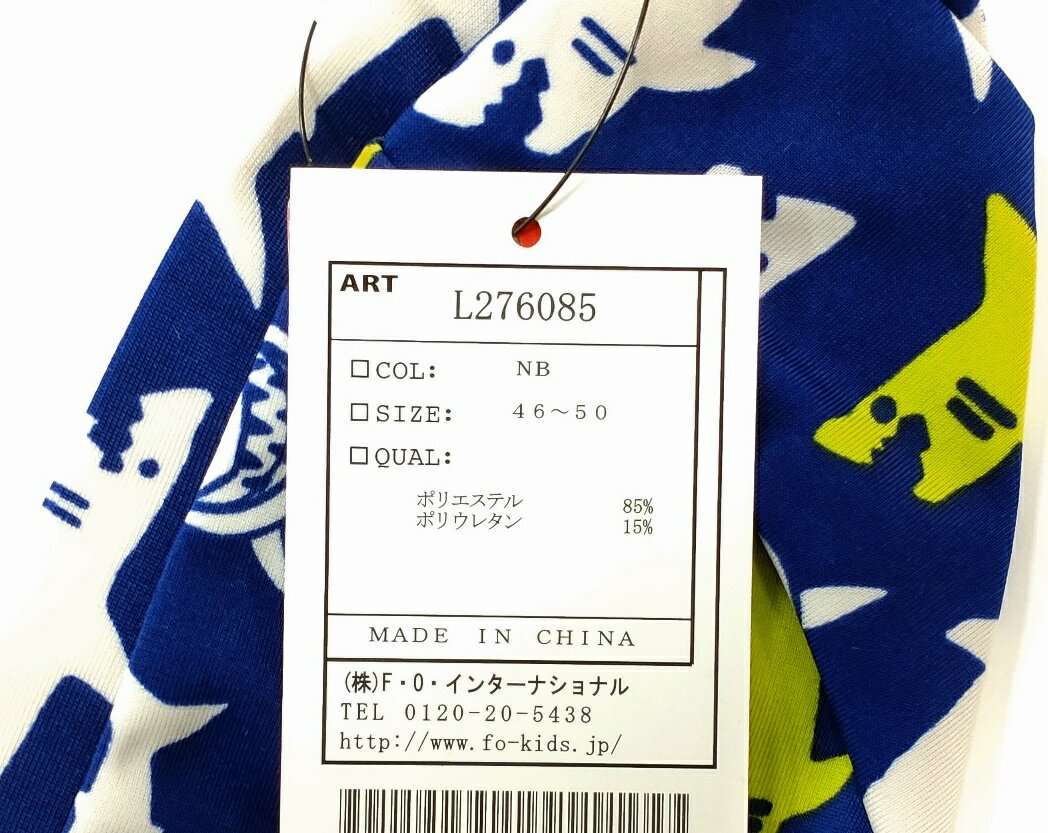 ART
L276085
□COL: NB
□SIZE: 46～50
□QUAL:
ポリエステル 85%
ポリウレタン 15%
MADE IN CHINA
(株)F・O・インターナショナル
TEL 0120-20-5438
http://www.fo-kids.jp/